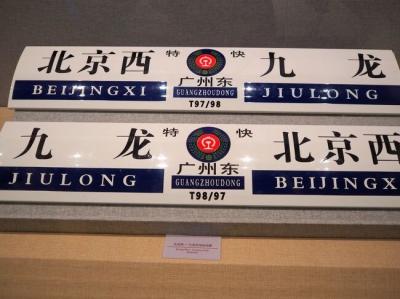 北京西 特 快 九 龙
广州东
BEIJINGXI GUANGZHOUDONG JIULONG
T97/98
九 龙 特 快 北京西
广州东
JIULONG GUANGZHOUDONG BEIJINGX
T98/97